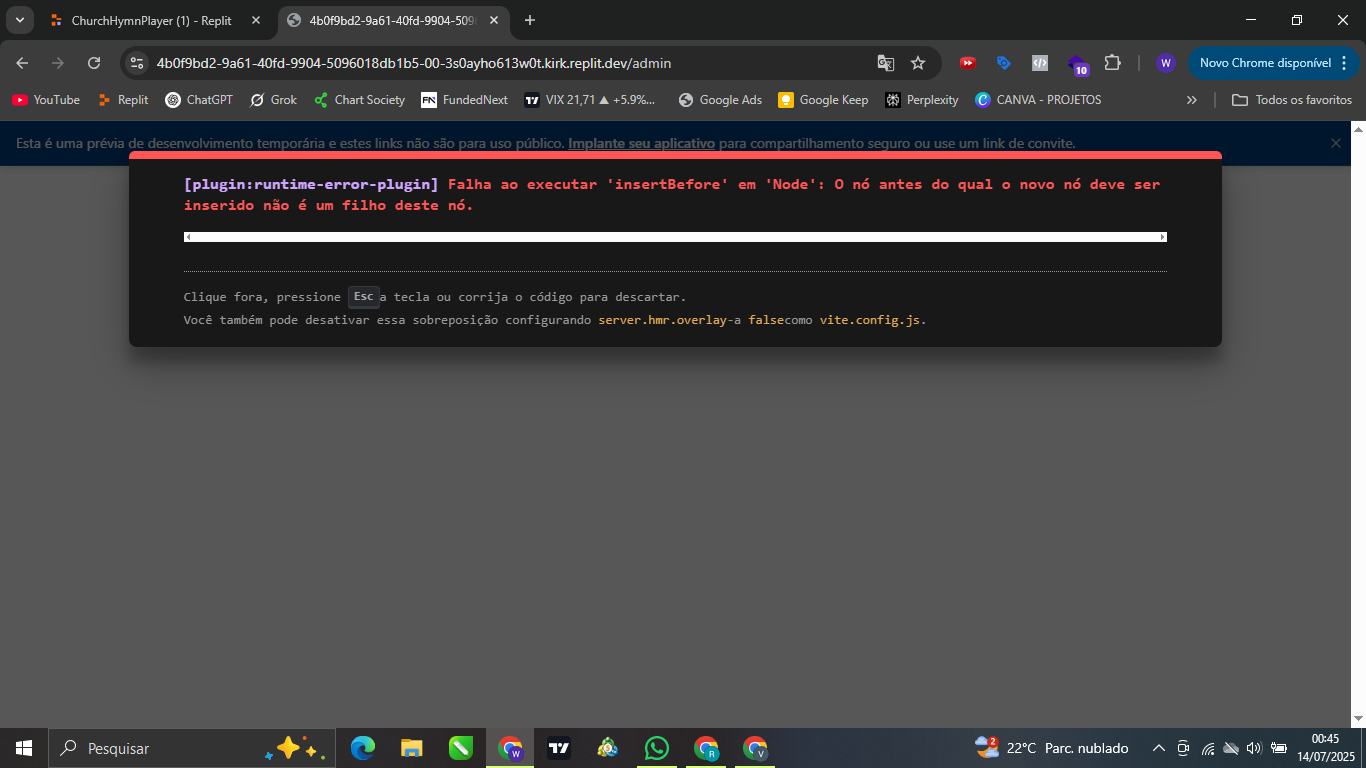 ChurchHymnPlayer (1) - Replit
4b0f9bd2-9a61-40fd-9904-509
4b0f9bd2-9a61-40fd-9904-5096018db1b5-00-3s0ayho613w0t.kirk.replit.dev/admin
10
W
Novo Chrome disponível
YouTube
Replit
ChatGPT
Grok
Chart Society
FN FundedNext
VIX 21,71 ▲ +5.9%...
Google Ads
Google Keep
Perplexity
CANVA - PROJETOS
»
Todos os favoritos
Esta é uma prévia de desenvolvimento temporária e estes links não são para uso público. Implante seu aplicativo para compartilhamento seguro ou use um link de convite.
[plugin:runtime-error-plugin] Falha ao executar 'insertBefore' em 'Node': O nó antes do qual o novo nó deve ser
inserido não é um filho deste nó.
Clique fora, pressione Esc a tecla ou corrija o código para descartar.
Você também pode desativar essa sobreposição configurando server.hmr.overlay-a falsecomo vite.config.js.
Pesquisar
W
R
V
2
22°C Parc. nublado
00:45
14/07/2025